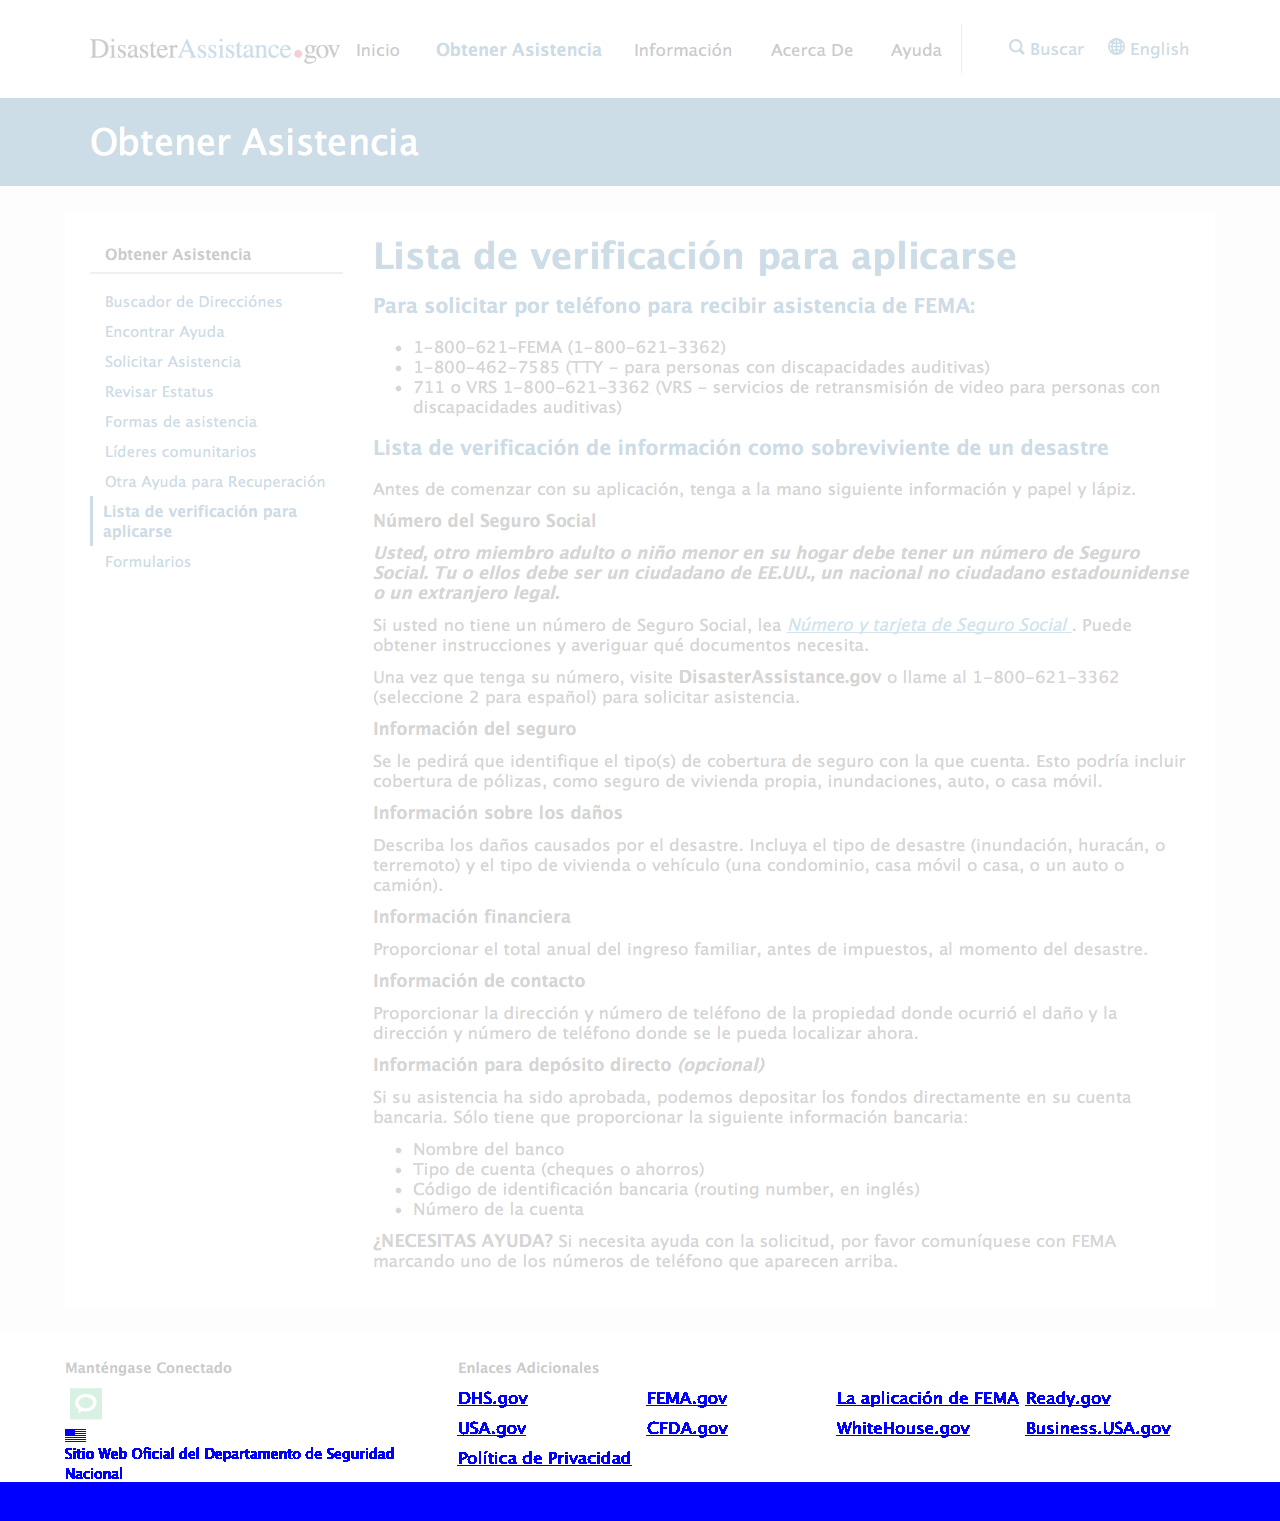 DisasterAssistance.gov Inicio Obtener Asistencia Información Acerca De Ayuda Buscar English
Obtener Asistencia
Obtener Asistencia
Buscador de Direcciónes
Encontrar Ayuda
Solicitar Asistencia
Revisar Estatus
Formas de asistencia
Líderes comunitarios
Otra Ayuda para Recuperación
Lista de verificación para
aplicarse
Formularios
Lista de verificación para aplicarse
Para solicitar por teléfono para recibir asistencia de FEMA:
• 1-800-621-FEMA (1-800-621-3362)
• 1-800-462-7585 (TTY - para personas con discapacidades auditivas)
• 711 o VRS 1-800-621-3362 (VRS - servicios de retransmisión de video para personas con
discapacidades auditivas)
Lista de verificación de información como sobreviviente de un desastre
Antes de comenzar con su aplicación, tenga a la mano siguiente información y papel y lápiz.
Número del Seguro Social
Usted, otro miembro adulto o niño menor en su hogar debe tener un número de Seguro
Social. Tu o ellos debe ser un ciudadano de EE.UU., un nacional no ciudadano estadounidense
o un extranjero legal.
Si usted no tiene un número de Seguro Social, lea Número y tarjeta de Seguro Social . Puede
obtener instrucciones y averiguar qué documentos necesita.
Una vez que tenga su número, visite DisasterAssistance.gov o llame al 1-800-621-3362
(seleccione 2 para español) para solicitar asistencia.
Información del seguro
Se le pedirá que identifique el tipo(s) de cobertura de seguro con la que cuenta. Esto podría incluir
cobertura de pólizas, como seguro de vivienda propia, inundaciones, auto, o casa móvil.
Información sobre los daños
Describa los daños causados por el desastre. Incluya el tipo de desastre (inundación, huracán, o
terremoto) y el tipo de vivienda o vehículo (una condominio, casa móvil o casa, o un auto o
camión).
Información financiera
Proporcionar el total anual del ingreso familiar, antes de impuestos, al momento del desastre.
Información de contacto
Proporcionar la dirección y número de teléfono de la propiedad donde ocurrió el daño y la
dirección y número de teléfono donde se le pueda localizar ahora.
Información para depósito directo (opcional)
Si su asistencia ha sido aprobada, podemos depositar los fondos directamente en su cuenta
bancaria. Sólo tiene que proporcionar la siguiente información bancaria:
• Nombre del banco
• Tipo de cuenta (cheques o ahorros)
• Código de identificación bancaria (routing number, en inglés)
• Número de la cuenta
¿NECESITAS AYUDA? Si necesita ayuda con la solicitud, por favor comuníquese con FEMA
marcando uno de los números de teléfono que aparecen arriba.
Manténgase Conectado
Sitio Web Oficial del Departamento de Seguridad
Nacional
Enlaces Adicionales
DHS.gov FEMA.gov La aplicación de FEMA Ready.gov
USA.gov CFDA.gov WhiteHouse.gov Business.USA.gov
Política de Privacidad